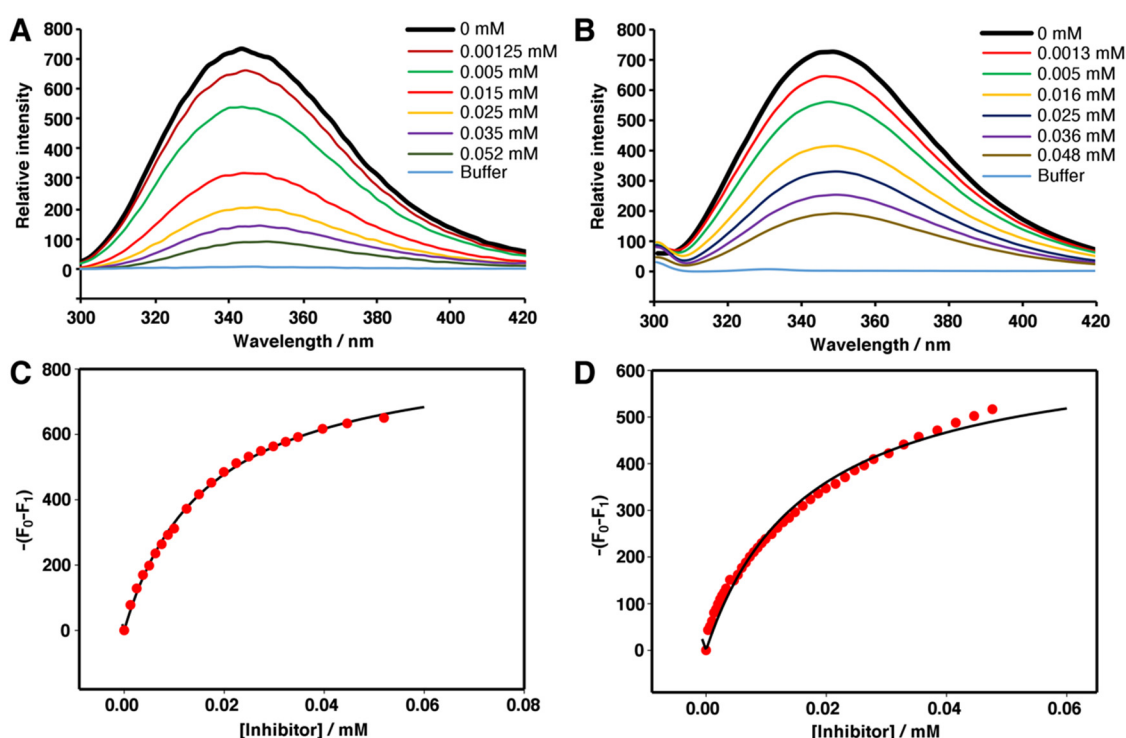 A
Relative intensity
800
700
600
500
400
300
200
100
0
300
320
340
360
380
400
420
Wavelength / nm
0 mM
0.00125 mM
0.005 mM
0.015 mM
0.025 mM
0.035 mM
0.052 mM
Buffer
B
Relative intensity
800
700
600
500
400
300
200
100
0
300
320
340
360
380
400
420
Wavelength / nm
0 mM
0.0013 mM
0.005 mM
0.016 mM
0.025 mM
0.036 mM
0.048 mM
Buffer
C
-(F₀-F₁)
800
600
400
200
0
0.00
0.02
0.04
0.06
0.08
[Inhibitor] / mM
D
-(F₀-F₁)
600
500
400
300
200
100
0
0.00
0.02
0.04
0.06
[Inhibitor] / mM